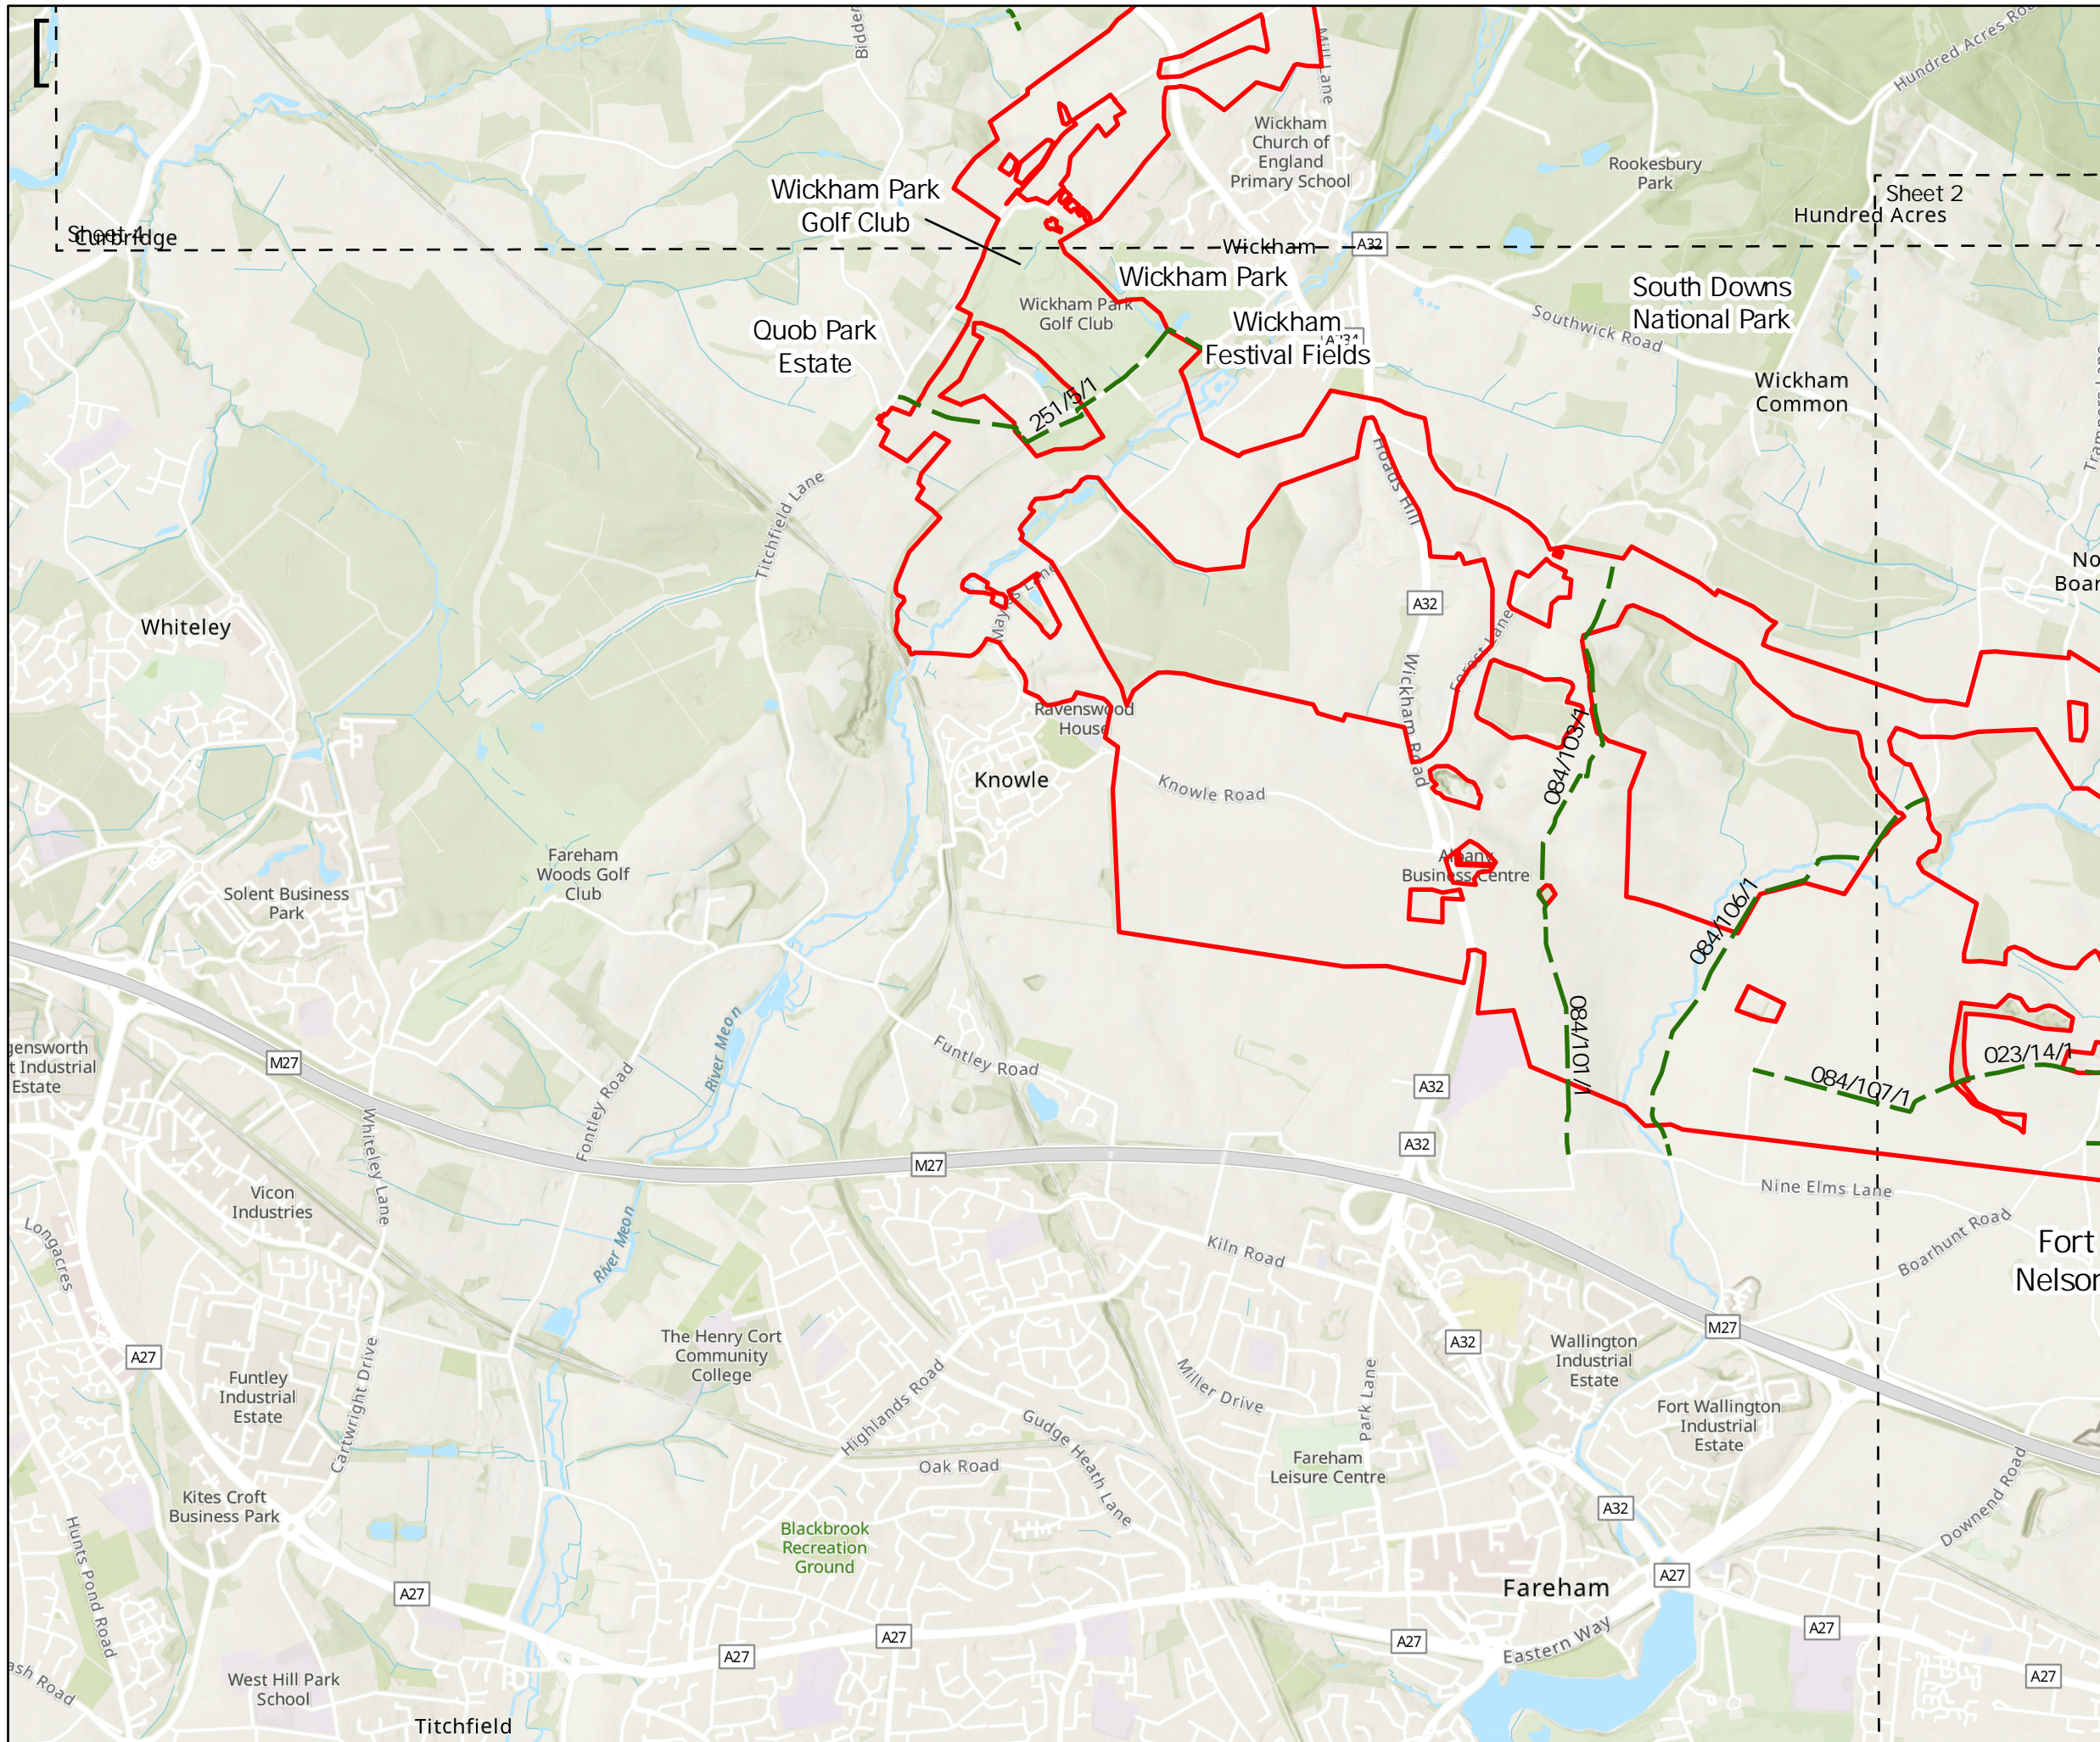 [
Sheet 4
Curbridge
Mill Lane
Hundred Acres Roa
Wickham
Church of
England
Primary School
Rookesbury
Park
Sheet 2
Hundred Acres
Wickham Park
Golf Club
Wickham
A32
Wickham Park
Wickham Park
Golf Club
South Downs
National Park
Southwick Road
Quob Park
Estate
Wickham
Festival Fields
Wickham
Common
251/5/1
Hoads Hill
Titchfield Lane
No
Boar
Whiteley
Mayles Lane
A32
Forest Lane
Wickham Road
Ravenswood
House
084/103/1
Knowle
Knowle Road
Fareham
Woods Golf
Club
Solent Business
Park
Albany
Business Centre
084/106/1
084/101/1
River Meon
Funtley Road
gensworth
t Industrial
Estate
M27
Fontley Road
A32
023/14/1
084/107/1
Whiteley Lane
A32
M27
Vicon
Industries
Nine Elms Lane
Longacres
River Meon
Kiln Road
Boarhunt Road
Fort
Nelson
A27
The Henry Cort
Community
College
A32
Wallington
Industrial
Estate
M27
Funtley
Industrial
Estate
Cartwright Drive
Highlands Road
Miller Drive
Park Lane
Fort Wallington
Industrial
Estate
Gudge Heath Lane
Oak Road
Fareham
Leisure Centre
Downend Road
Kites Croft
Business Park
Hunts Pond Road
A32
Blackbrook
Recreation
Ground
A27
Fareham
A27
A27
A27
A27
Eastern Way
A27
A27
ash Road
West Hill Park
School
Titchfield